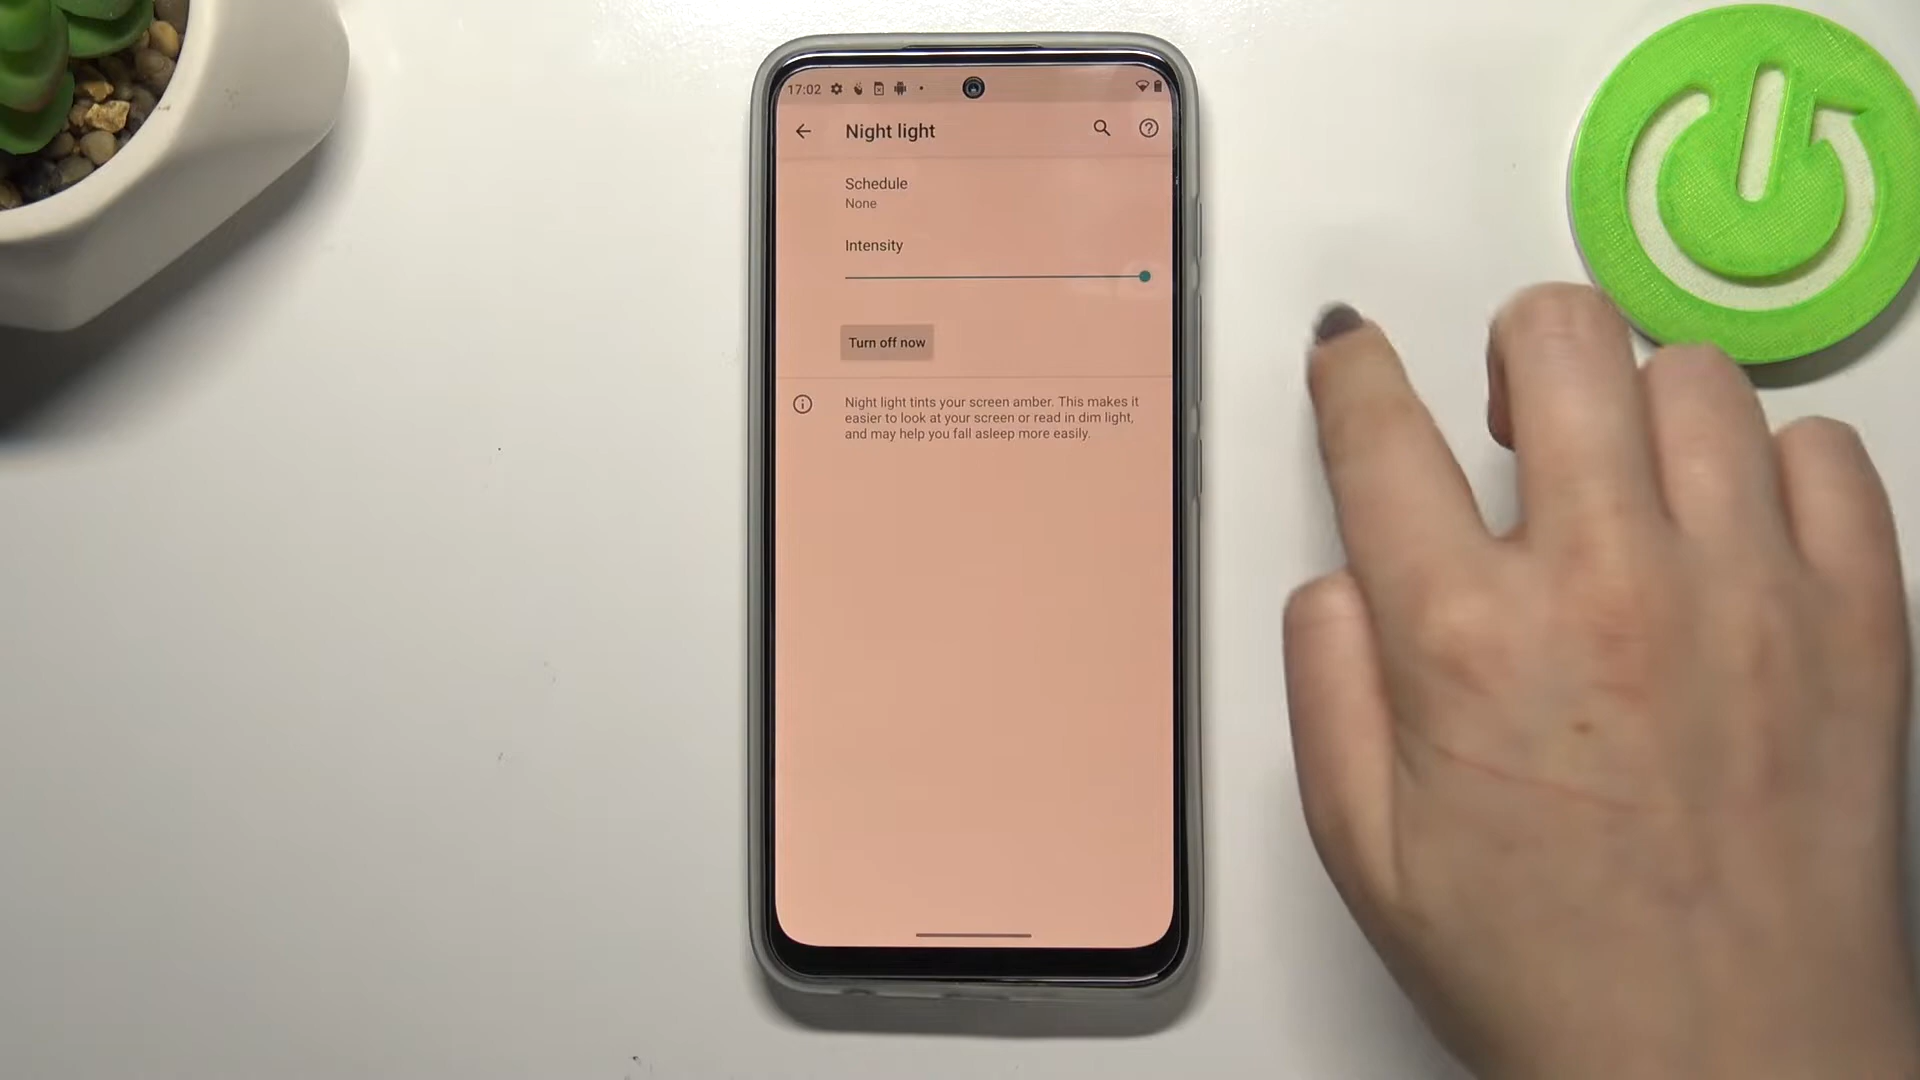 17:02
Night light
Schedule
None
Intensity
Turn off now
Night light tints your screen amber. This makes it
easier to look at your screen or read in dim light,
and may help you fall asleep more easily.